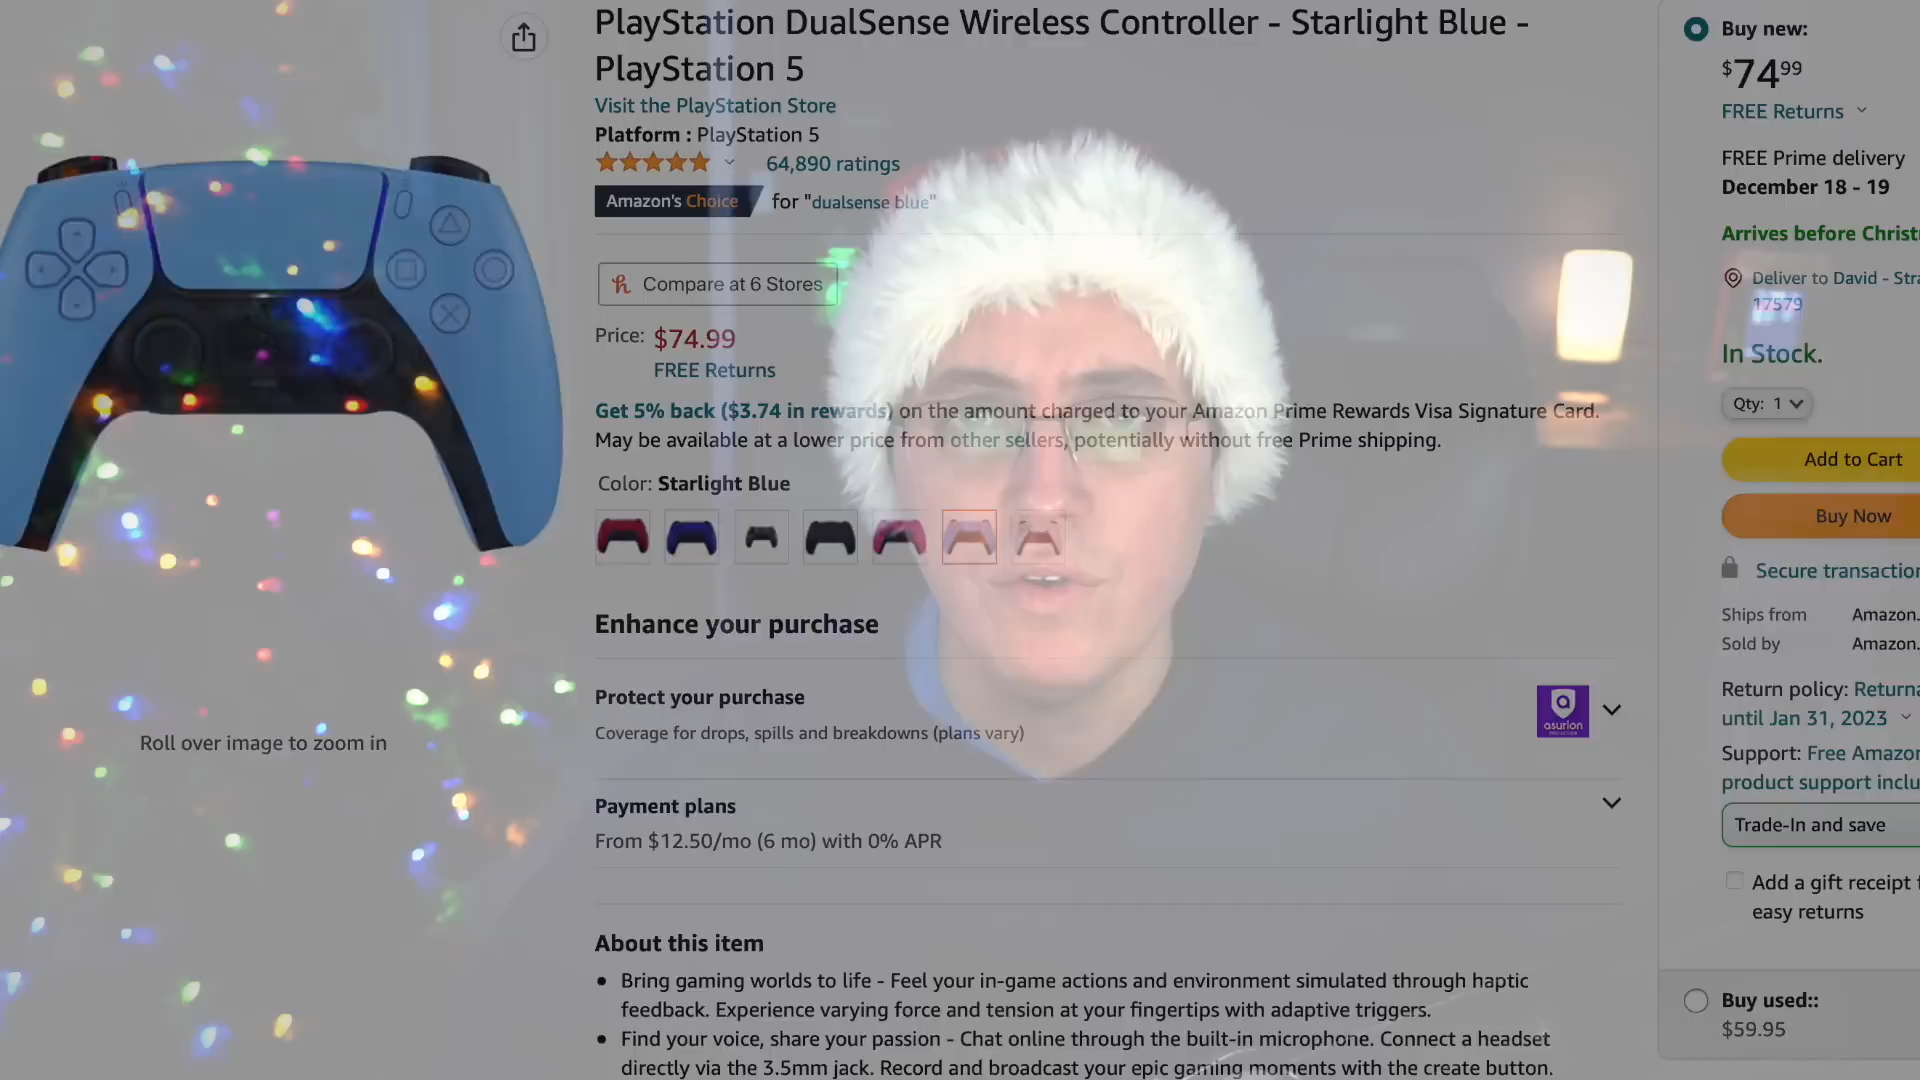 PlayStation DualSense Wireless Controller - Starlight Blue -
PlayStation 5
Visit the PlayStation Store
Platform : PlayStation 5
64,890 ratings
Amazon's Choice for "dualsense blue"
Compare at 6 Stores
Price: $74.99
FREE Returns
Get 5% back ($3.74 in rewards) on the amount charged to your Amazon Prime Rewards Visa Signature Card.
May be available at a lower price from other sellers, potentially without free Prime shipping.
Color: Starlight Blue
Enhance your purchase
Protect your purchase
Coverage for drops, spills and breakdowns (plans vary)
asurion
Payment plans
From $12.50/mo (6 mo) with 0% APR
About this item
Bring gaming worlds to life - Feel your in-game actions and environment simulated through haptic
feedback. Experience varying force and tension at your fingertips with adaptive triggers.
Find your voice, share your passion - Chat online through the built-in microphone. Connect a headset
directly via the 3.5mm jack. Record and broadcast your epic gaming moments with the create button.
Roll over image to zoom in
Buy new:
$74.99
FREE Returns
FREE Prime delivery
December 18 - 19
Arrives before Christ
Deliver to David - Stra
17579
In Stock.
Qty: 1
Add to Cart
Buy Now
Secure transaction
Ships from Amazon.
Sold by Amazon.
Return policy: Returna
until Jan 31, 2023
Support: Free Amazon
product support inclu
Trade-In and save
Add a gift receipt f
easy returns
Buy used::
$59.95